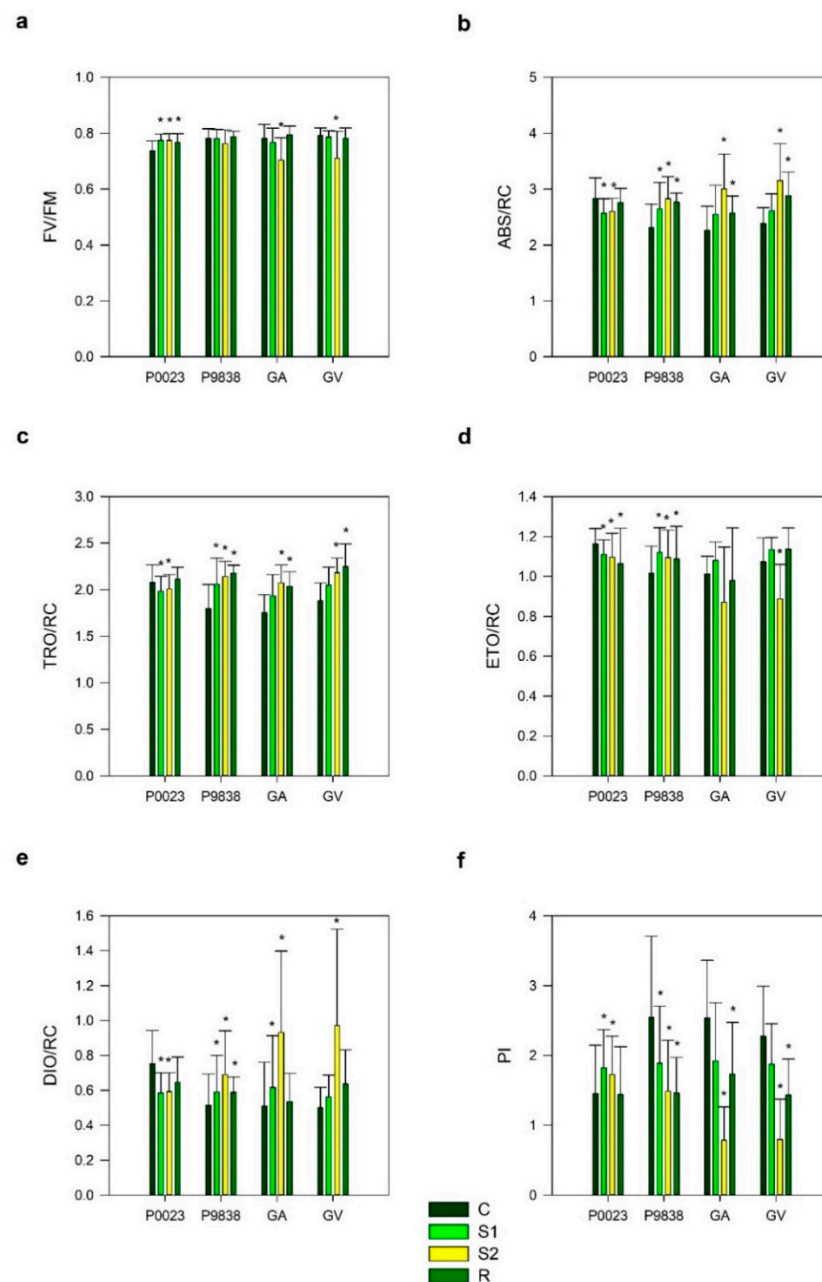 a
b
1.0
0.8
0.6
0.4
0.2
0.0
FV/FM
* * *
*
*
P0023 P9838 GA GV
5
4
3
2
1
0
ABS/RC
* *
* * *
* *
* *
P0023 P9838 GA GV
c
d
3.0
2.5
2.0
1.5
1.0
0.5
0.0
TRO/RC
* *
* * *
* *
* *
P0023 P9838 GA GV
1.4
1.2
1.0
0.8
0.6
0.4
0.2
0.0
ETO/RC
* * *
* * *
*
P0023 P9838 GA GV
e
f
1.6
1.4
1.2
1.0
0.8
0.6
0.4
0.2
0.0
DIO/RC
* *
* * *
* *
*
P0023 P9838 GA GV
4
3
2
1
0
PI
* *
* * *
* *
* *
P0023 P9838 GA GV
C
S1
S2
R